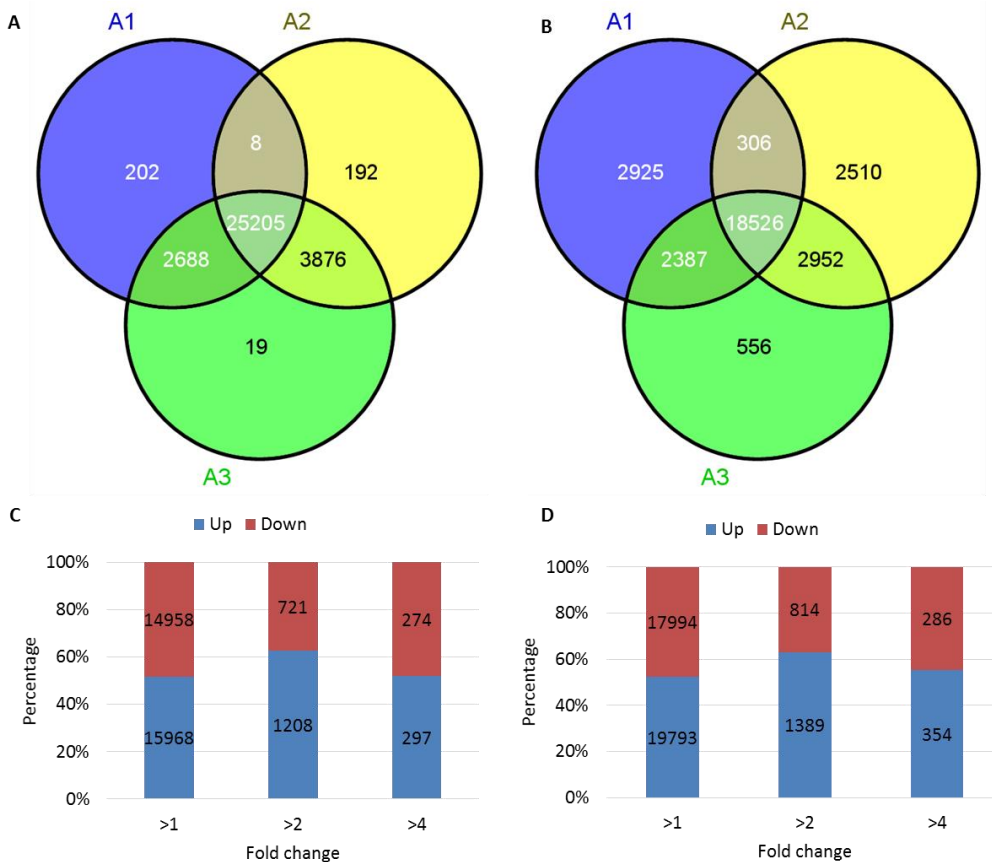 A
A1
A2
8
202
192
25205
2688
3876
19
A3
B
A1
A2
306
2925
2510
18526
2387
2952
556
A3
C
Up Down
100%
80%
60%
40%
20%
0%
Percentage
14958
721
274
15968
1208
297
>1 >2 >4
Fold change
D
Up Down
100%
80%
60%
40%
20%
0%
Percentage
17994
814
286
19793
1389
354
>1 >2 >4
Fold change